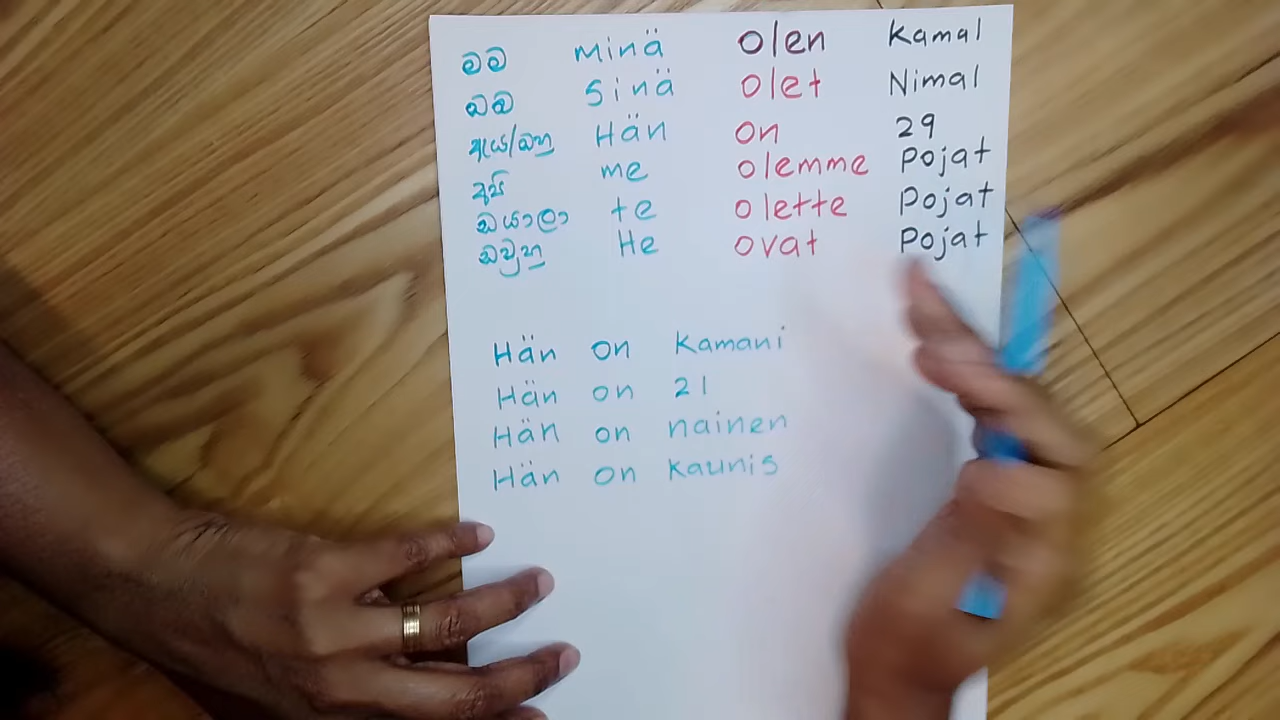 මම minä olen Kamal
ඔබ Sinä olet Nimal
ඇය/ඔහු Hän on 29
අපි me olemme Pojat
ඔයාලා te olette Pojat
ඔවුහු He ovat Pojat
Hän on Kamani
Hän on 21
Hän on nainen
Hän on Kaunis